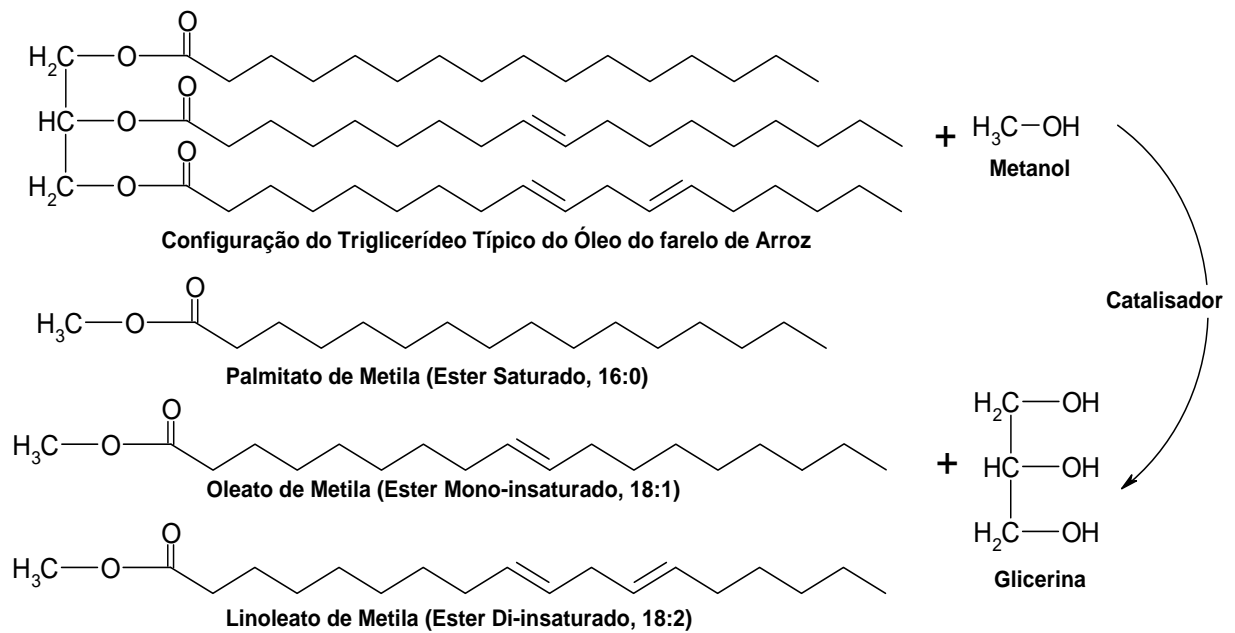 O
H₂C—O
O
HC—O
+ H₃C—OH
Metanol
O
H₂C—O
Configuração do Triglicerídeo Típico do Óleo do farelo de Arroz
Catalisador
O
H₃C—O
Palmitato de Metila (Ester Saturado, 16:0)
O
H₃C—O
Oleato de Metila (Ester Mono-insaturado, 18:1)
O
H₃C—O
Linoleato de Metila (Ester Di-insaturado, 18:2)
+
H₂C—OH
HC—OH
H₂C—OH
Glicerina